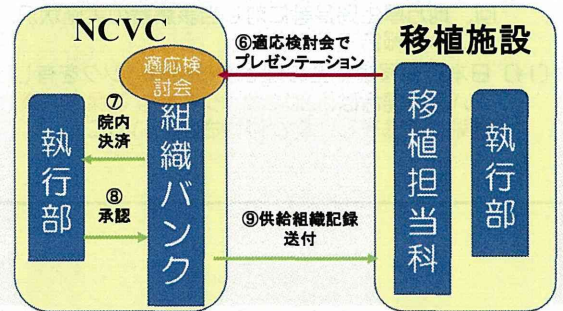 NCVC
移植施設
適応検
討会
⑥適応検討会で
プレゼンテーション
⑦
院内
決済
⑧
承認
執行部
組織バンク
⑨供給組織記録
送付
移植担当科
執行部